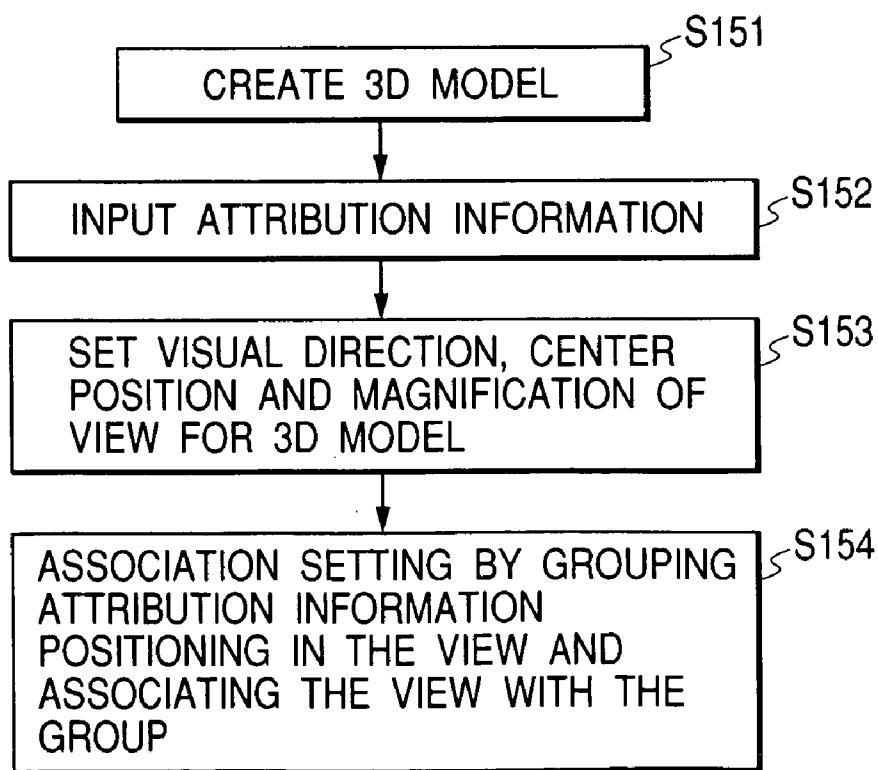 S151
CREATE 3D MODEL
S152
INPUT ATTRIBUTION INFORMATION
S153
SET VISUAL DIRECTION, CENTER
POSITION AND MAGNIFICATION OF
VIEW FOR 3D MODEL
S154
ASSOCIATION SETTING BY GROUPING
ATTRIBUTION INFORMATION
POSITIONING IN THE VIEW AND
ASSOCIATING THE VIEW WITH THE
GROUP